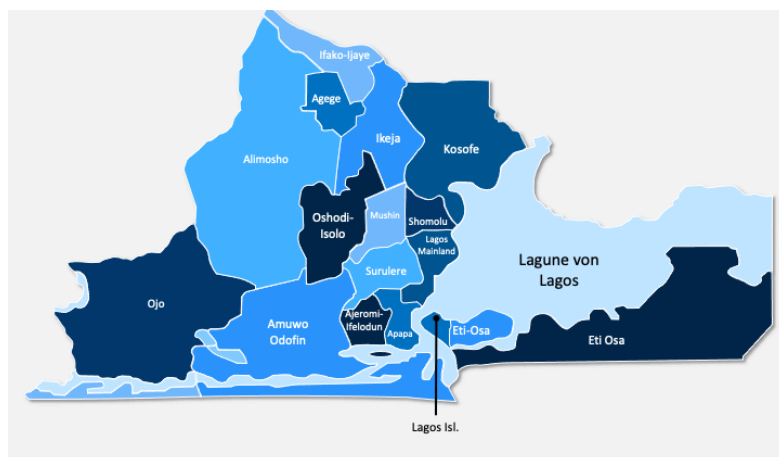 Ifako-Ijaye
Agege
Ikeja
Kosofe
Alimosho
Oshodi-
Isolo
Mushin
Shomolu
Lagos
Mainland
Lagune von
Lagos
Surulere
Ojo
Amuwo
Odofin
Ajeromi-
Ifelodun
Apapa
Eti-Osa
Eti Osa
Lagos Isl.